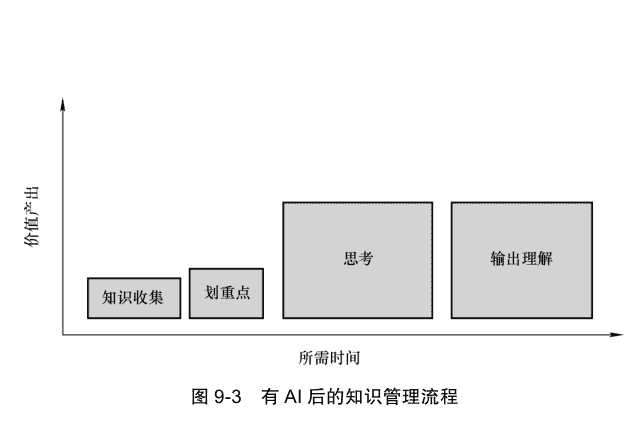 价值产出
知识收集
划重点
思考
输出理解
所需时间
图 9-3 有 AI 后的知识管理流程